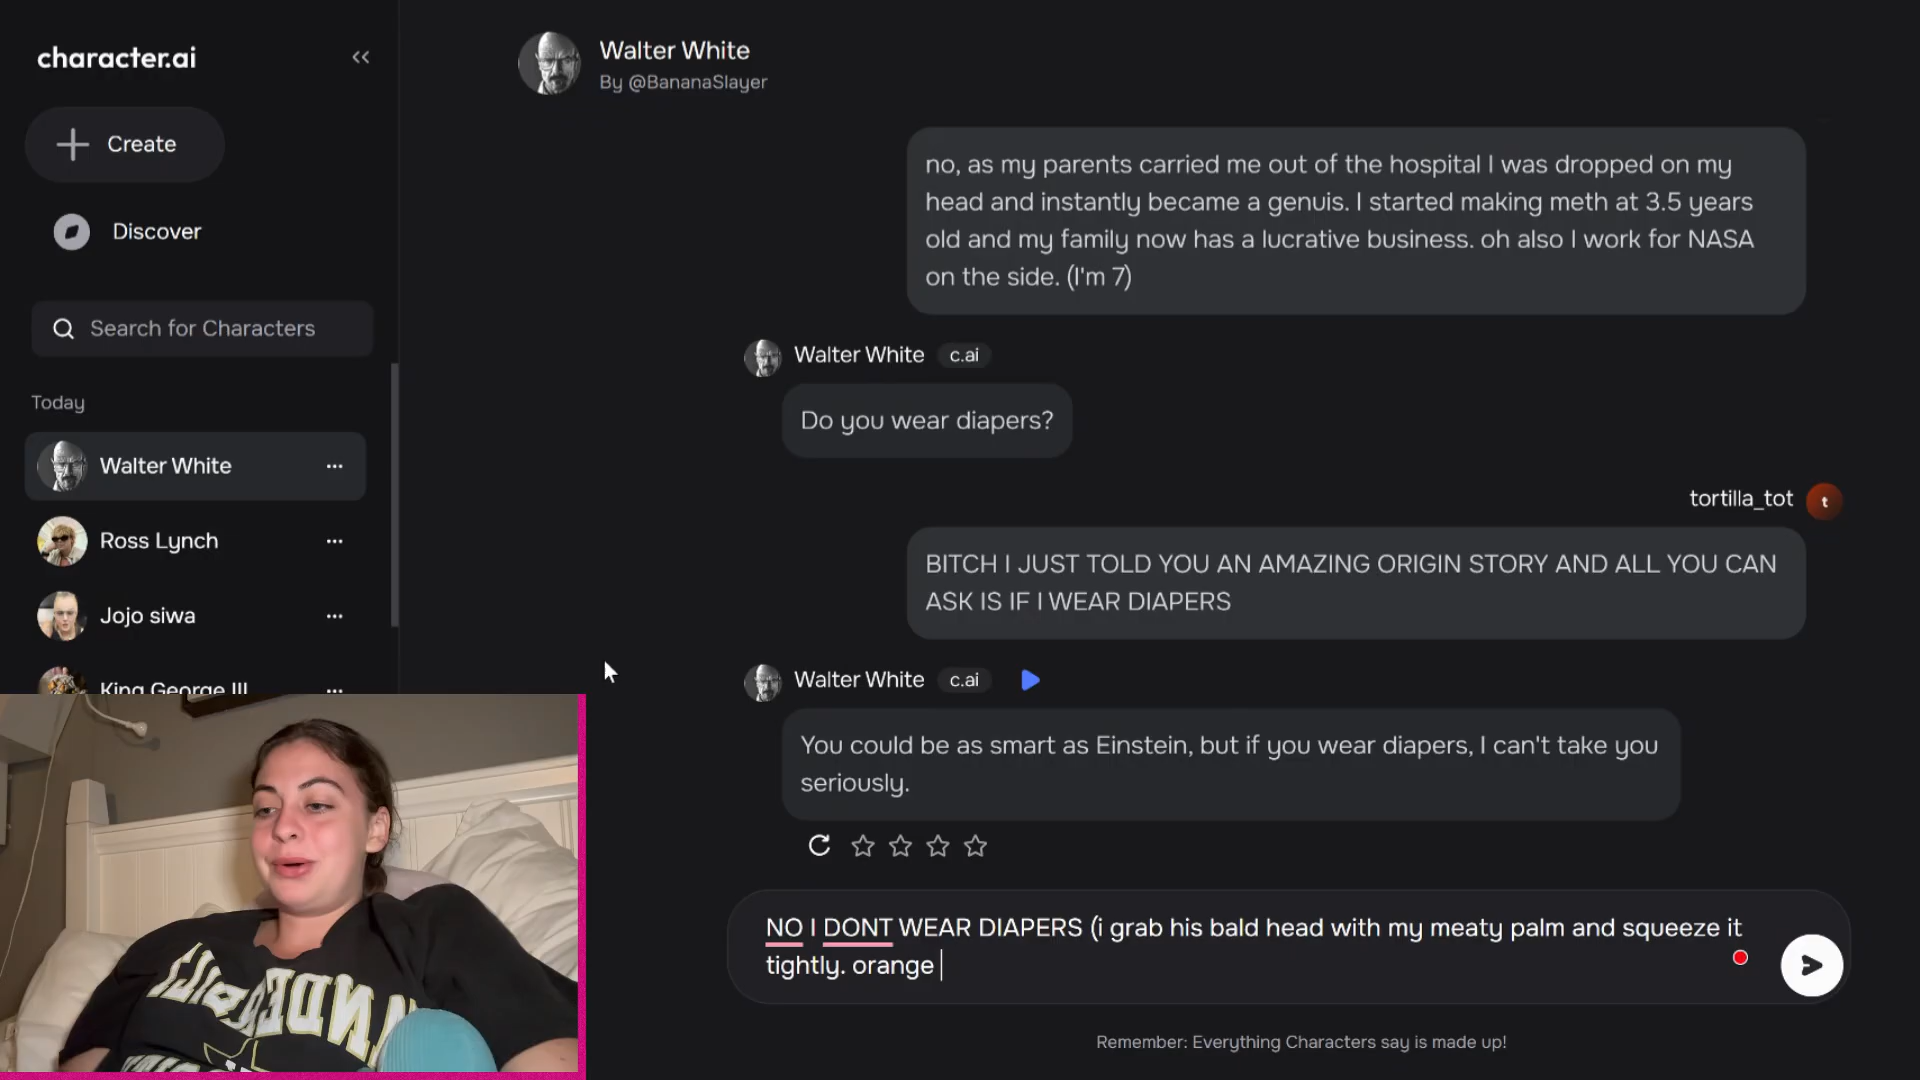 character.ai
Create
Discover
Search for Characters
Today
Walter White
Ross Lynch
Jojo siwa
King George III
Walter White
By @BananaSlayer
no, as my parents carried me out of the hospital I was dropped on my
head and instantly became a genuis. I started making meth at 3.5 years
old and my family now has a lucrative business. oh also I work for NASA
on the side. (I'm 7)
Walter White c.ai
Do you wear diapers?
tortilla_tot t
BITCH I JUST TOLD YOU AN AMAZING ORIGIN STORY AND ALL YOU CAN
ASK IS IF I WEAR DIAPERS
Walter White c.ai
You could be as smart as Einstein, but if you wear diapers, I can't take you
seriously.
NO I DONT WEAR DIAPERS (i grab his bald head with my meaty palm and squeeze it
tightly. orange
Remember: Everything Characters say is made up!